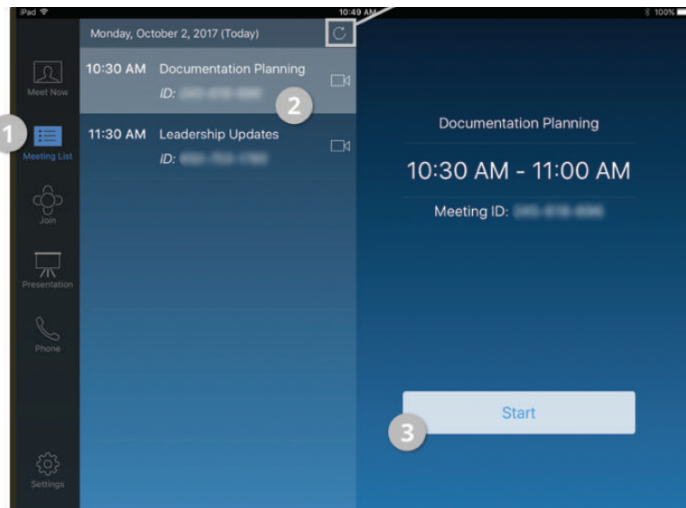 iPad
10:49 AM
100%
Monday, October 2, 2017 (Today)
10:30 AM Documentation Planning
ID:
2
11:30 AM Leadership Updates
ID:
Meet Now
1
Meeting List
Join
Presentation
Phone
Settings
Documentation Planning
10:30 AM - 11:00 AM
Meeting ID:
Start
3